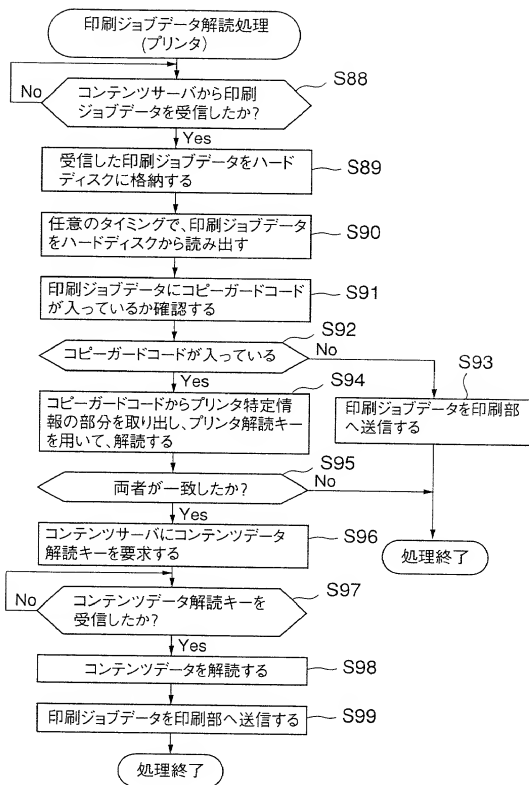 印刷ジョブデータ解読処理
(プリンタ)
S88
No
コンテンツサーバから印刷
ジョブデータを受信したか?
Yes
S89
受信した印刷ジョブデータをハード
ディスクに格納する
S90
任意のタイミングで、印刷ジョブデータ
をハードディスクから読み出す
S91
印刷ジョブデータにコピーガードコード
が入っているか確認する
S92
コピーガードコードが入っている
No
Yes
S93
印刷ジョブデータを印刷部
へ送信する
S94
コピーガードコードからプリンタ特定情
報の部分を取り出し、プリンタ解読キー
を用いて、解読する
S95
両者が一致したか?
No
Yes
処理終了
S96
コンテンツサーバにコンテンツデータ
解読キーを要求する
S97
No
コンテンツデータ解読キーを
受信したか?
Yes
S98
コンテンツデータを解読する
S99
印刷ジョブデータを印刷部へ送信する
処理終了